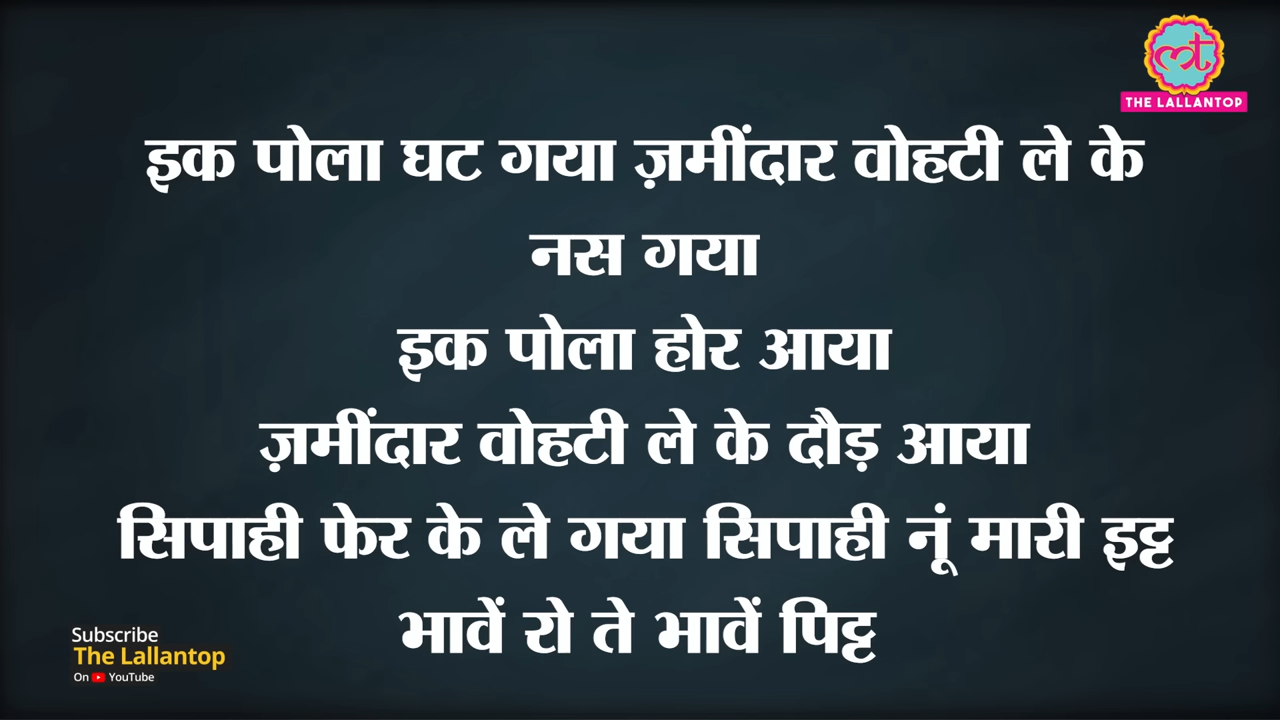 THE LALLANTOP
इक पोला घट गया ज़मींदार वोहटी ले के
नस गया
इक पोला होर आया
ज़मींदार वोहटी ले के दौड़ आया
सिपाही फेर के ले गया सिपाही नूं मारी इट्ट
भावें रो ते भावें पिट्ट
Subscribe
The Lallantop
On YouTube